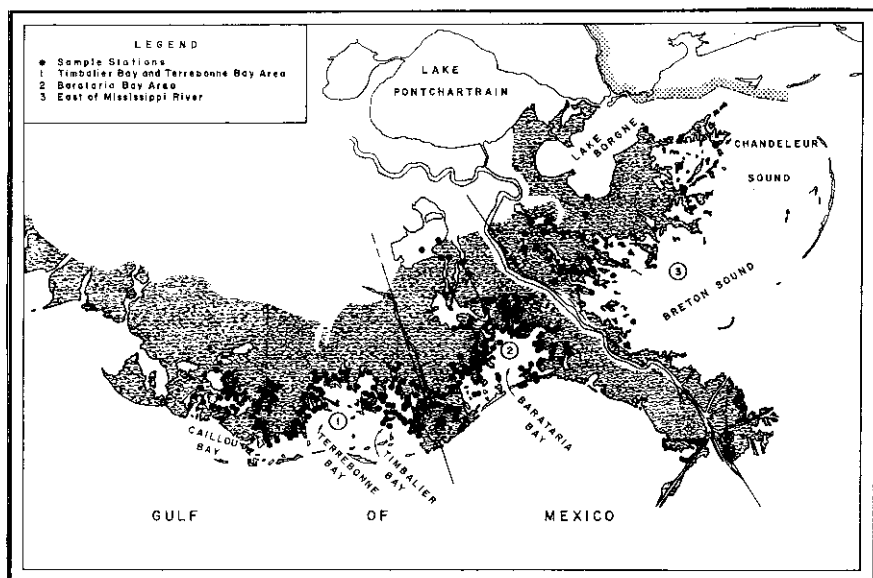 LEGEND
Sample Stations
1 Timbalier Bay and Terrebonne Bay Area
2 Barataria Bay Area
3 East of Mississippi River
LAKE
PONTCHARTRAIN
LAKE
BORGNE
CHANDELEUR
SOUND
3
BRETON SOUND
2
BARATARIA
BAY
1
CAILLOU
BAY
TERREBONNE
BAY
TIMBALIER
BAY
GULF OF MEXICO